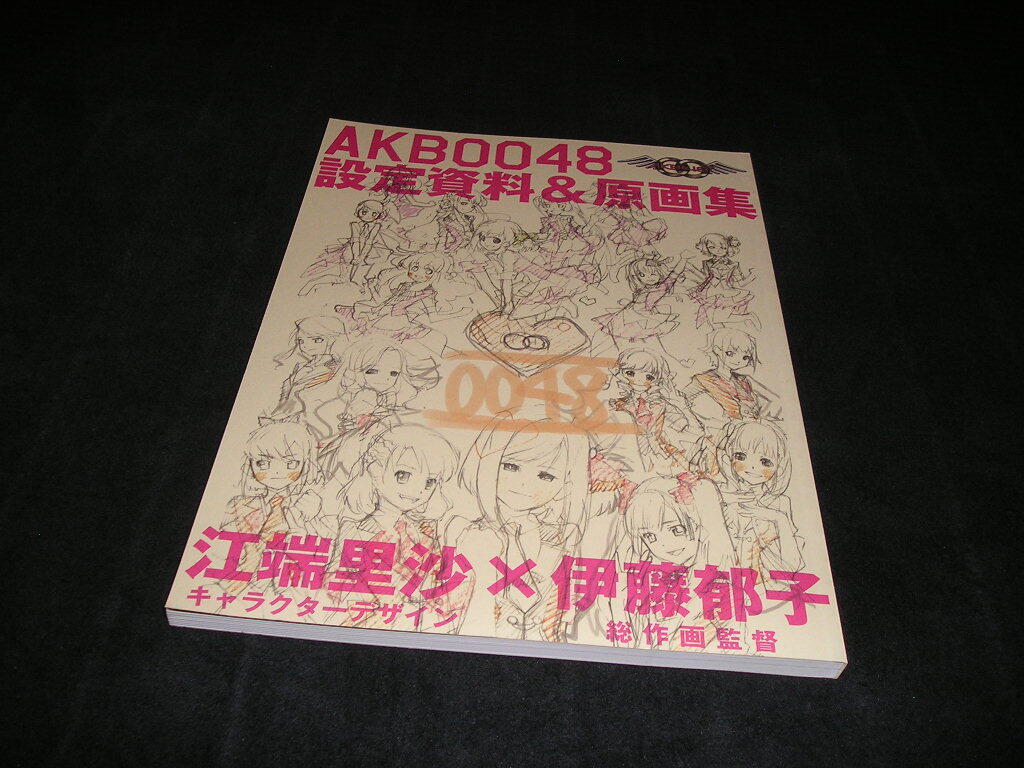 AKB0048
設定資料&原画集
0048
江端里沙×伊藤郁子
キャラクターデザイン
総作画監督